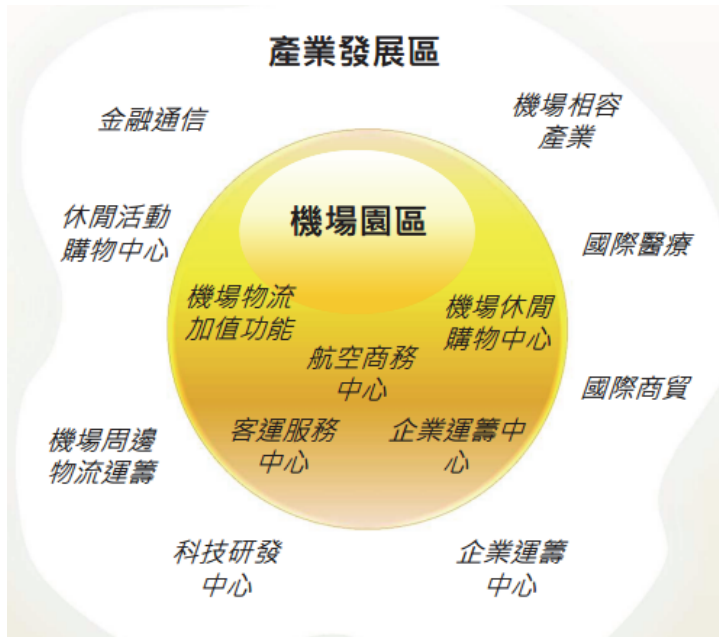 產業發展區
金融通信
機場相容
產業
休閒活動
購物中心
機場園區
國際醫療
機場物流
加值功能
機場休閒
購物中心
航空商務
中心
國際商貿
客運服務
中心
企業運籌中
心
機場周邊
物流運籌
科技研發
中心
企業運籌
中心